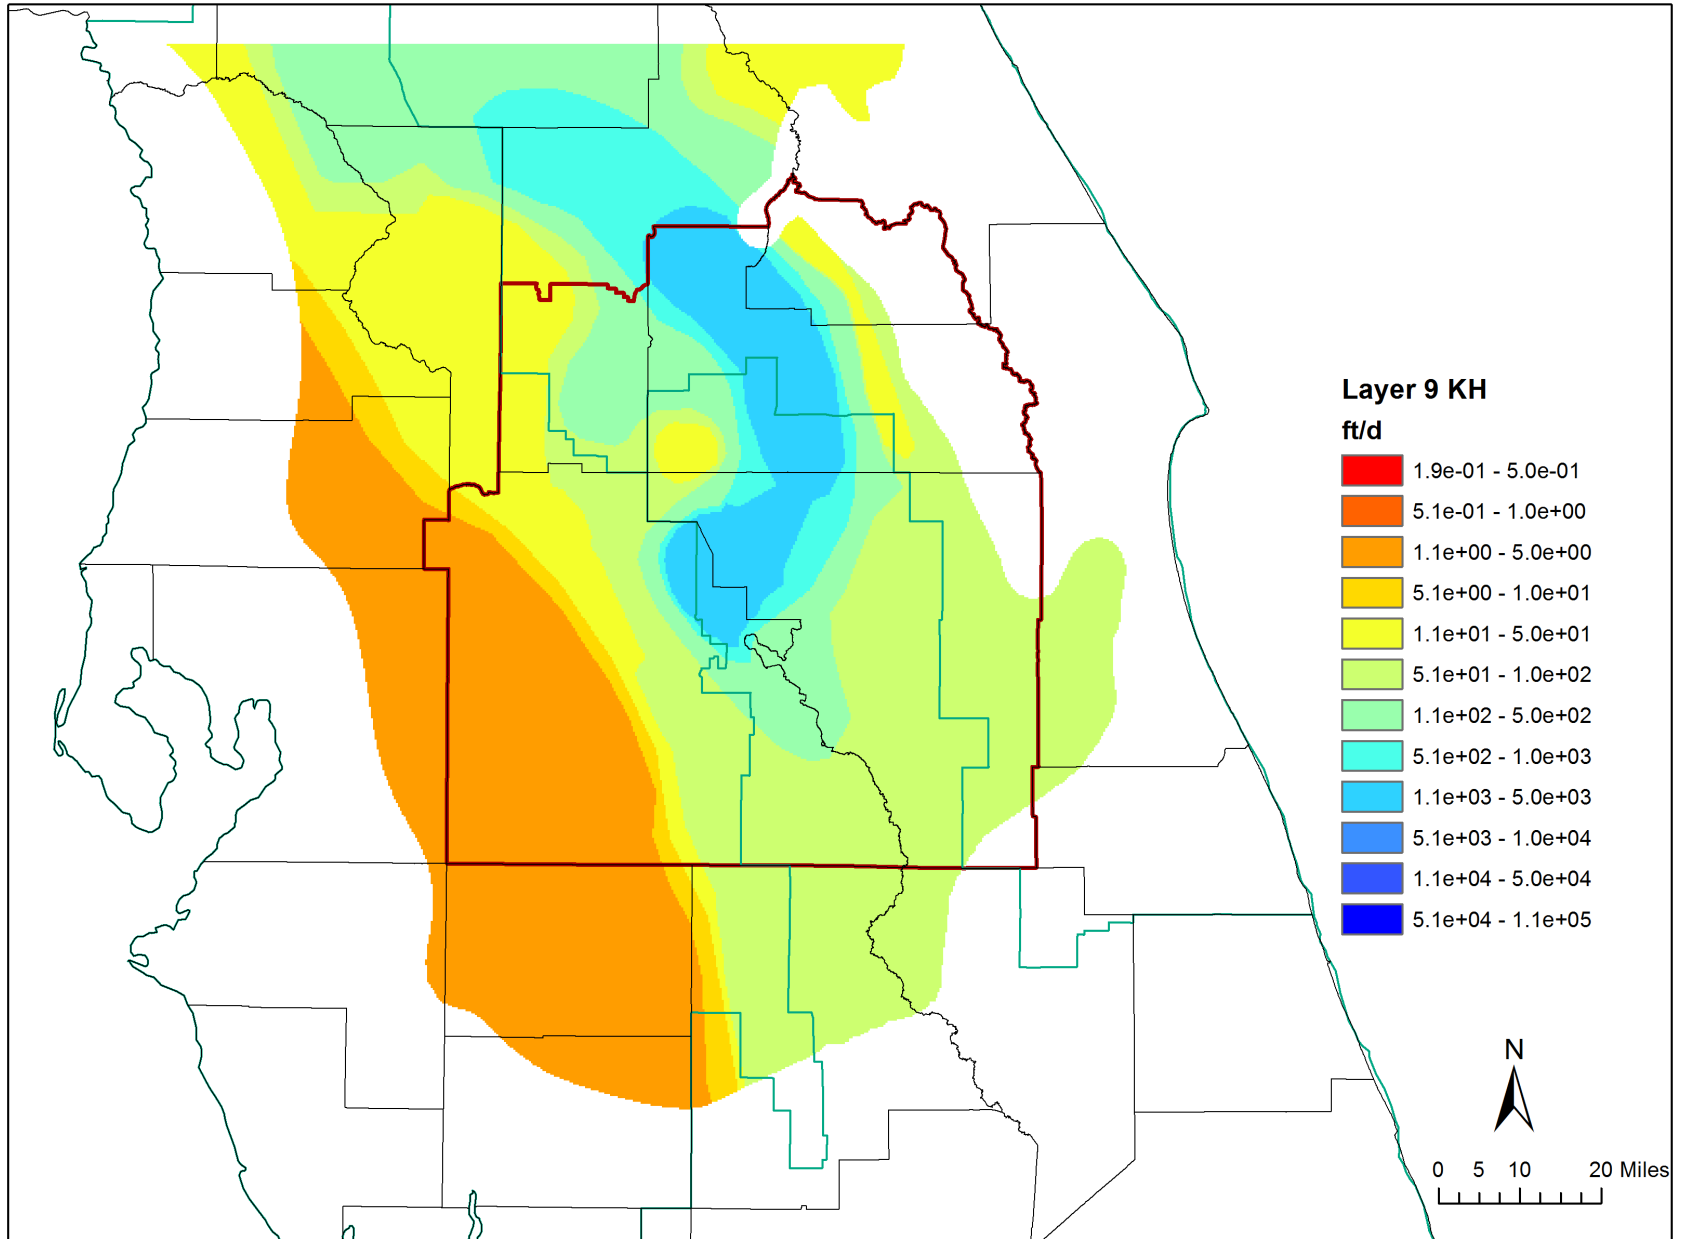 Layer 9 KH
ft/d
1.9e-01 - 5.0e-01
5.1e-01 - 1.0e+00
1.1e+00 - 5.0e+00
5.1e+00 - 1.0e+01
1.1e+01 - 5.0e+01
5.1e+01 - 1.0e+02
1.1e+02 - 5.0e+02
5.1e+02 - 1.0e+03
1.1e+03 - 5.0e+03
5.1e+03 - 1.0e+04
1.1e+04 - 5.0e+04
5.1e+04 - 1.1e+05
N
0 5 10 20 Miles